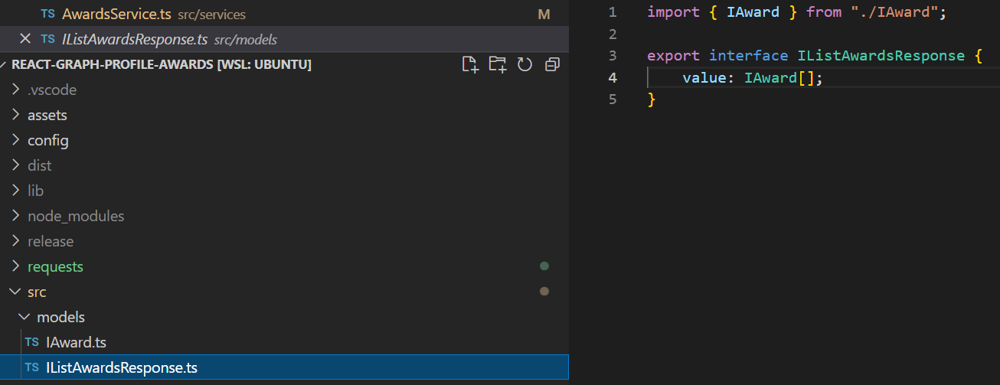 TS AwardsService.ts src/services M
TS IListAwardsResponse.ts src/models
REACT-GRAPH-PROFILE-AWARDS [WSL: UBUNTU]
.vscode
assets
config
dist
lib
node_modules
release
requests
src
models
TS IAward.ts
TS IListAwardsResponse.ts
1 import { IAward } from "./IAward";
2
3 export interface IListAwardsResponse {
4 value: IAward[];
5 }